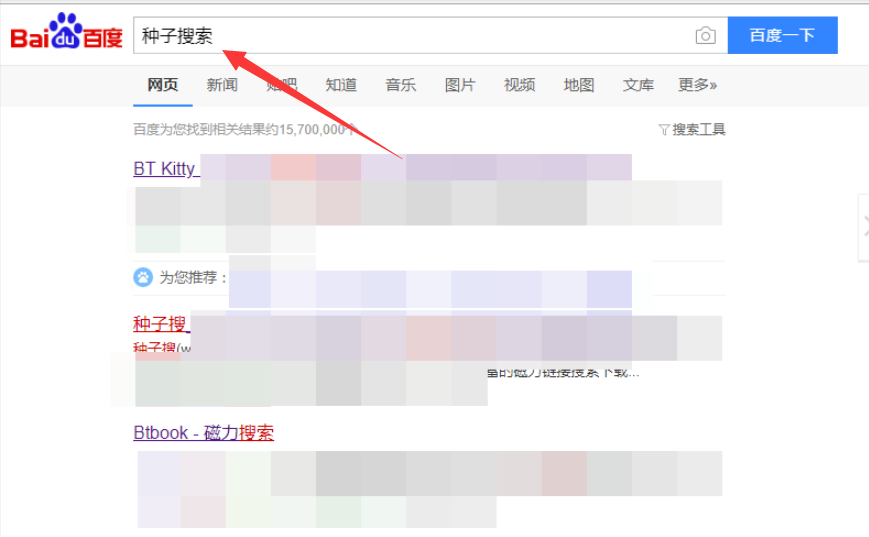 Bai du 百度 种子搜索 百度一下
网页 新闻 贴吧 知道 音乐 图片 视频 地图 文库 更多»
百度为您找到相关结果约15,700,000个 搜索工具
BT Kitty
为您推荐：
种子搜
种子搜(w
的磁力链接搜索下载...
Btbook - 磁力搜索